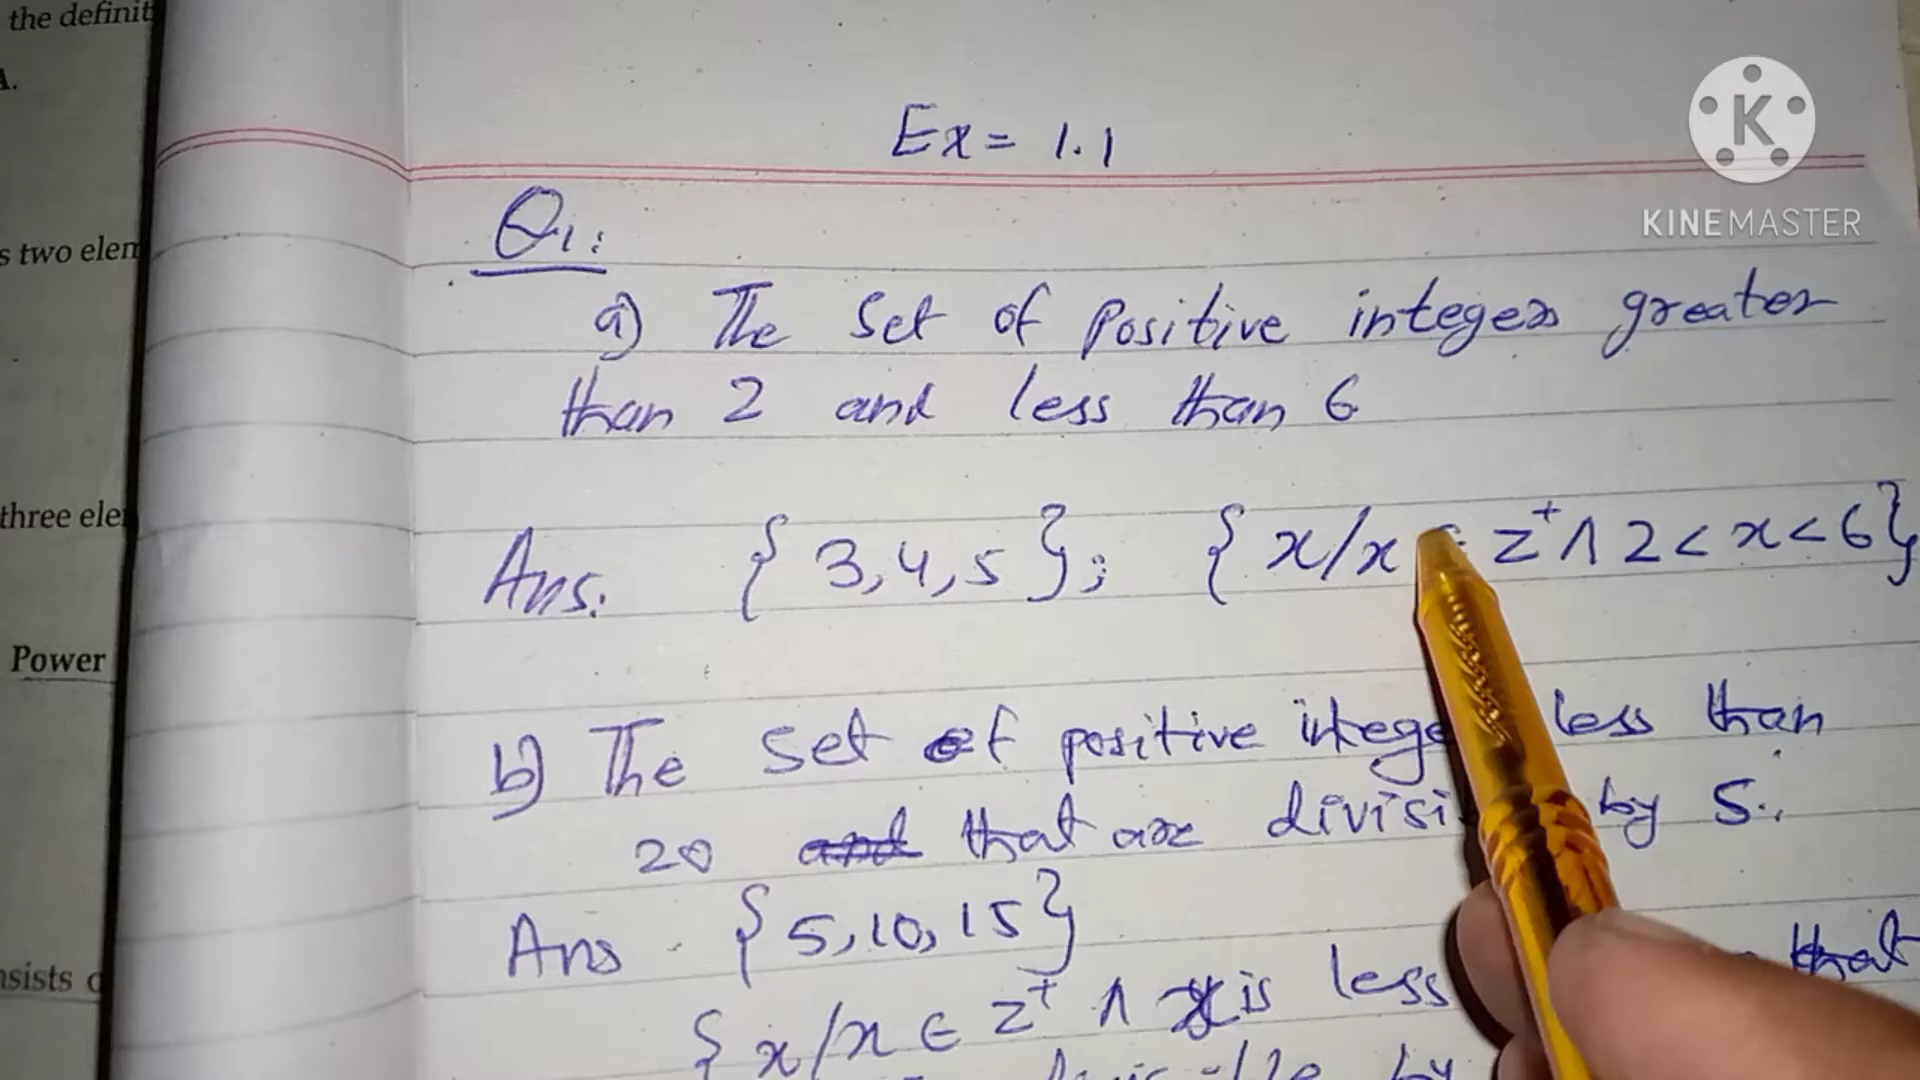 the definit
A.
s two elem
three ele
Power
nsists o
Ex = 1.1
Q1:
a) The set of Positive integers greater
than 2 and less than 6
Ans: { 3, 4, 5 }; { x/x ∈ Z⁺ ∧ 2 < x < 6}
b) The set of positive intege less than
20 and that are divisi by 5.
Ans { 5, 10, 15 }
{ x/x ∈ Z⁺ ∧ x is less that
by
K
KINEMASTER